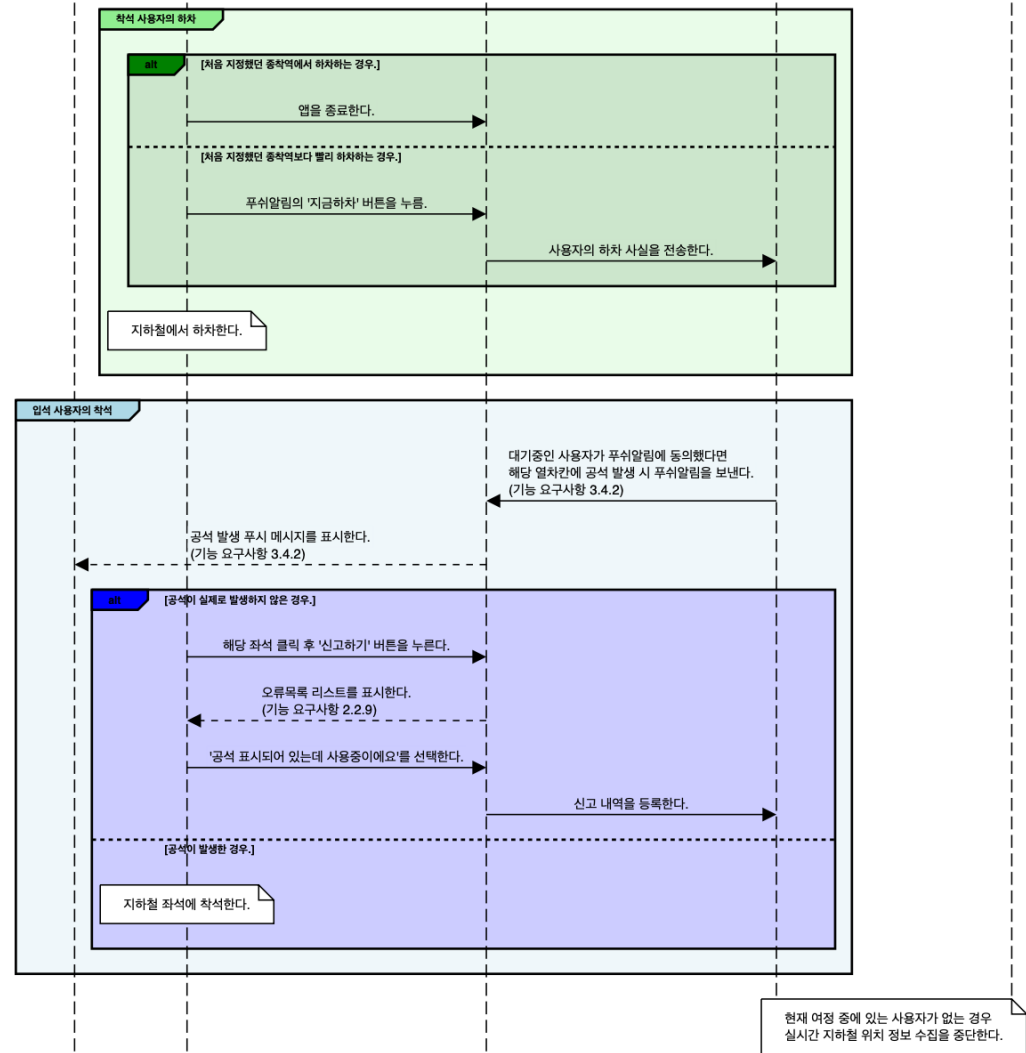 착석 사용자의 하차
alt
[처음 지정했던 종착역에서 하차하는 경우.]
앱을 종료한다.
[처음 지정했던 종착역보다 빨리 하차하는 경우.]
푸쉬알림의 '지금하차' 버튼을 누름.
사용자의 하차 사실을 전송한다.
지하철에서 하차한다.
입석 사용자의 착석
대기중인 사용자가 푸쉬알림에 동의했다면
해당 열차칸에 공석 발생 시 푸쉬알림을 보낸다.
(기능 요구사항 3.4.2)
공석 발생 푸시 메시지를 표시한다.
(기능 요구사항 3.4.2)
alt
[공석이 실제로 발생하지 않은 경우.]
해당 좌석 클릭 후 '신고하기' 버튼을 누른다.
오류목록 리스트를 표시한다.
(기능 요구사항 2.2.9)
'공석 표시되어 있는데 사용중이에요'를 선택한다.
신고 내역을 등록한다.
[공석이 발생한 경우.]
지하철 좌석에 착석한다.
현재 여정 중에 있는 사용자가 없는 경우
실시간 지하철 위치 정보 수집을 중단한다.